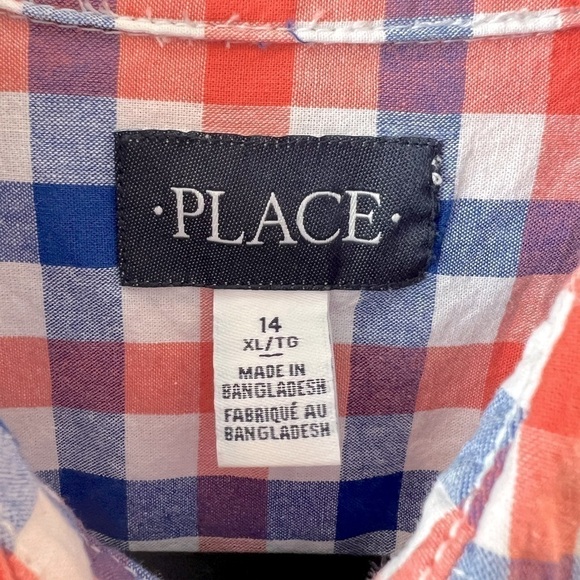 ·PLACE·
14
XL/TG
MADE IN
BANGLADESH
FABRIQUÉ AU
BANGLADESH